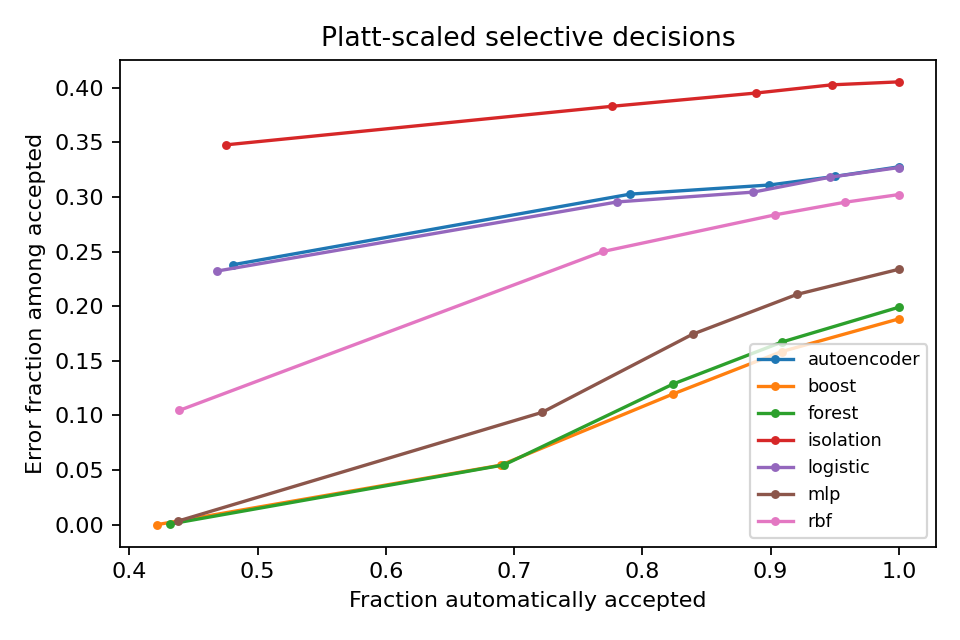 Platt-scaled selective decisions
Error fraction among accepted
0.40
0.35
0.30
0.25
0.20
0.15
0.10
0.05
0.00
autoencoder
boost
forest
isolation
logistic
mlp
rbf
0.4 0.5 0.6 0.7 0.8 0.9 1.0
Fraction automatically accepted